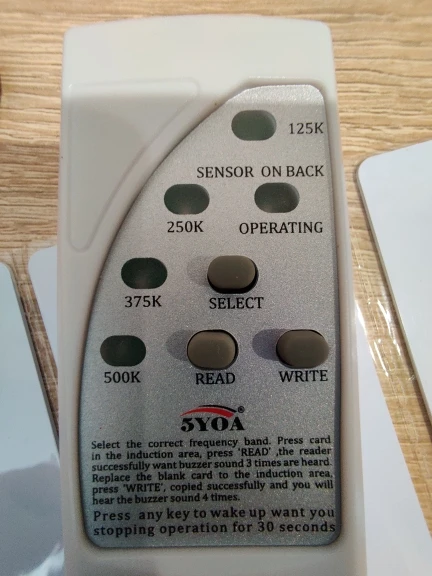 125K
SENSOR ON BACK
250K OPERATING
375K SELECT
500K READ WRITE
5YOA®
Select the correct frequency band. Press card
in the induction area, press 'READ' ,the reader
successfully want buzzer sound 3 times are heard.
Replace the blank card to the induction area,
press 'WRITE', copied successfully and you will
hear the buzzer sound 4 times.
Press any key to wake up want you
stopping operation for 30 seconds